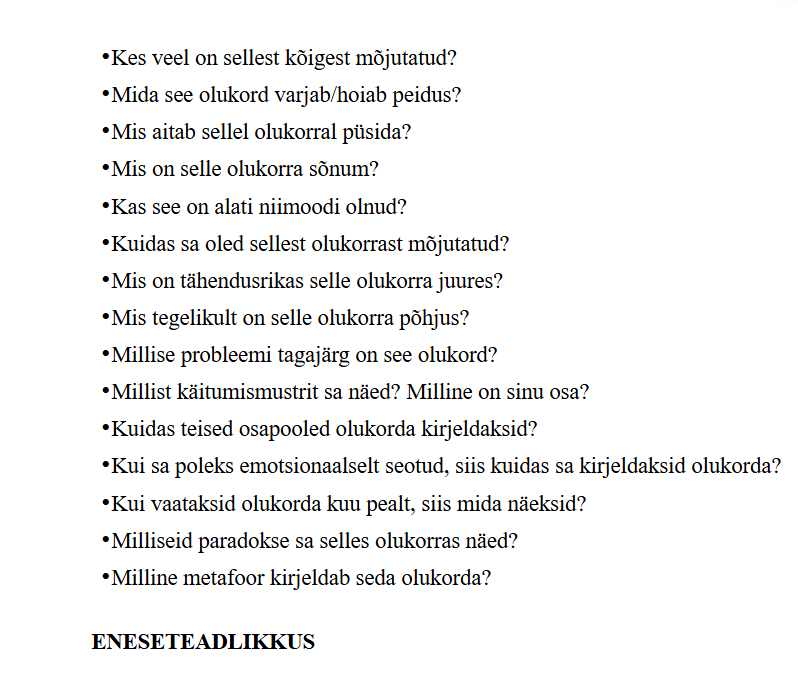 •Kes veel on sellest kõigest mõjutatud?
•Mida see olukord varjab/hoiab peidus?
•Mis aitab sellel olukorral püsida?
•Mis on selle olukorra sõnum?
•Kas see on alati niimoodi olnud?
•Kuidas sa oled sellest olukorrast mõjutatud?
•Mis on tähendusrikas selle olukorra juures?
•Mis tegelikult on selle olukorra põhjus?
•Millise probleemi tagajärg on see olukord?
•Millist käitumismustrit sa näed? Milline on sinu osa?
•Kuidas teised osapooled olukorda kirjeldaksid?
•Kui sa poleks emotsionaalselt seotud, siis kuidas sa kirjeldaksid olukorda?
•Kui vaataksid olukorda kuu pealt, siis mida näeksid?
•Milliseid paradokse sa selles olukorras näed?
•Milline metafoor kirjeldab seda olukorda?
ENESETEADLIKKUS